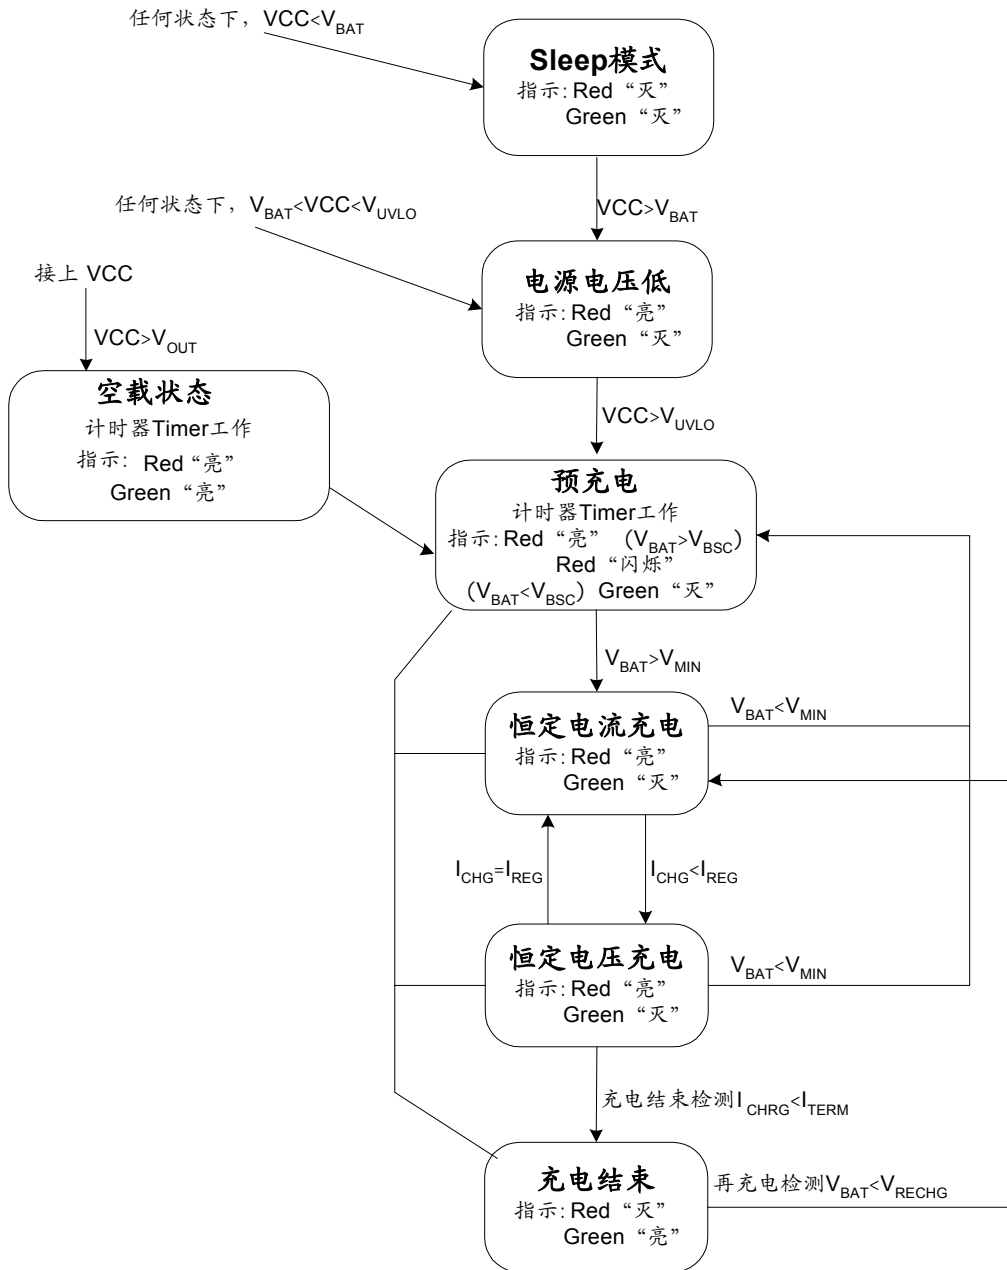 任何状态下，VCC<VBAT
Sleep模式
指示: Red “灭”
Green “灭”
VCC>VBAT
任何状态下，VBAT<VCC<VUVLO
电源电压低
指示: Red “亮”
Green “灭”
接上 VCC
VCC>VOUT
空载状态
计时器Timer工作
指示: Red “亮”
Green “亮”
VCC>VUVLO
预充电
计时器Timer工作
指示: Red “亮” （VBAT>VBSC）
Red “闪烁”
（VBAT<VBSC） Green “灭”
VBAT>VMIN
恒定电流充电
指示: Red “亮”
Green “灭”
VBAT<VMIN
ICHG=IREG
ICHG<IREG
恒定电压充电
指示: Red “亮”
Green “灭”
VBAT<VMIN
充电结束检测ICHRG<ITERM
充电结束
指示: Red “灭”
Green “亮”
再充电检测VBAT<VRECHG